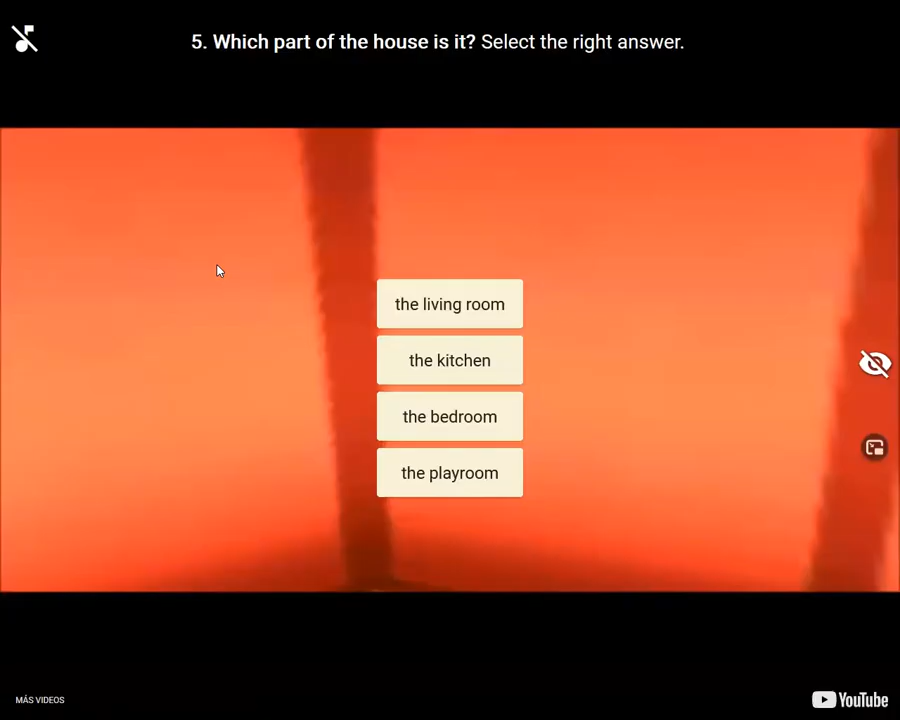 5. Which part of the house is it? Select the right answer.
the living room
the kitchen
the bedroom
the playroom
MÁS VIDEOS
YouTube